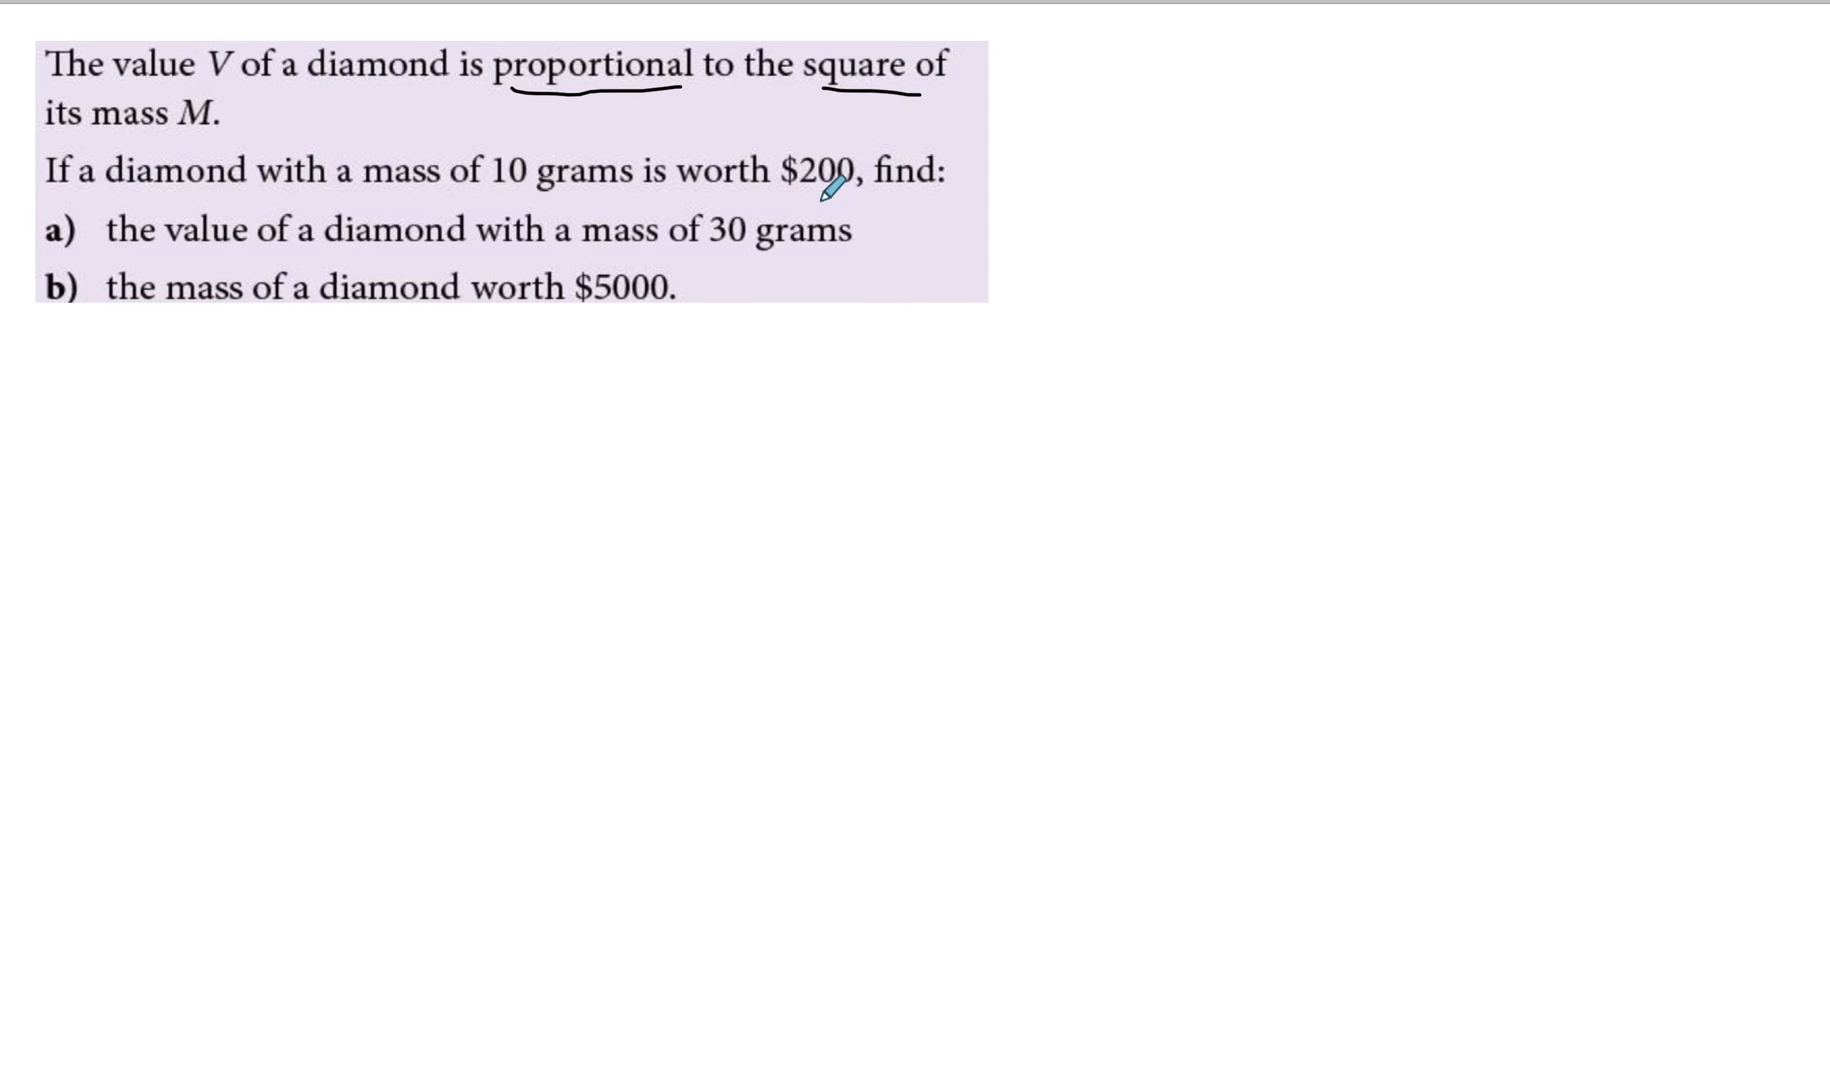 The value V of a diamond is proportional to the square of
its mass M.
If a diamond with a mass of 10 grams is worth $200, find:
a) the value of a diamond with a mass of 30 grams
b) the mass of a diamond worth $5000.